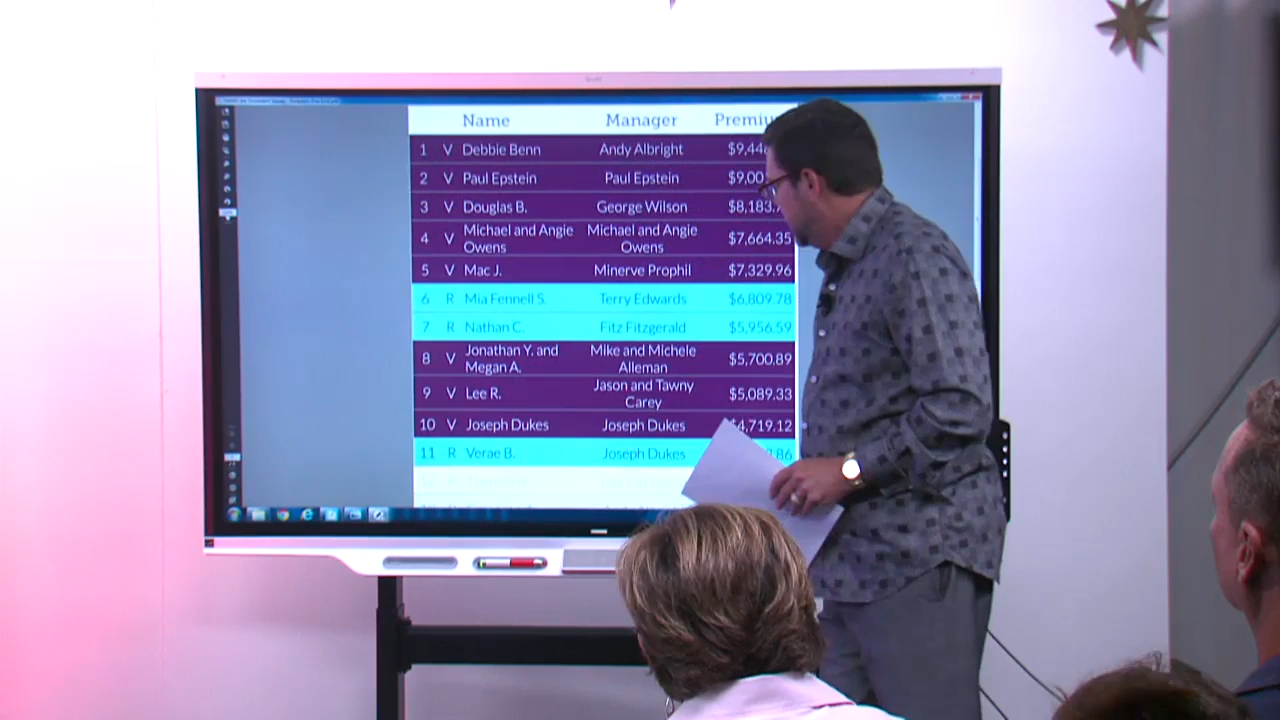 Name Manager
1 V Debbie Benn Andy Albright
2 V Paul Epstein Paul Epstein
3 V Douglas B. George Wilson
4 V Michael and Angie Owens Michael and Angie Owens $7,664.35
5 V Mac J. Minerve Prophil $7,329.96
6 R Mia Fennell S. Terry Edwards $6,809.78
7 R Nathan C. Fitz Fitzgerald $5,956.59
8 V Jonathan Y. and Megan A. Mike and Michele Alleman $5,700.89
9 V Lee R. Jason and Tawny Carey $5,089.33
10 V Joseph Dukes Joseph Dukes $4,719.12
11 R Verae B. Joseph Dukes